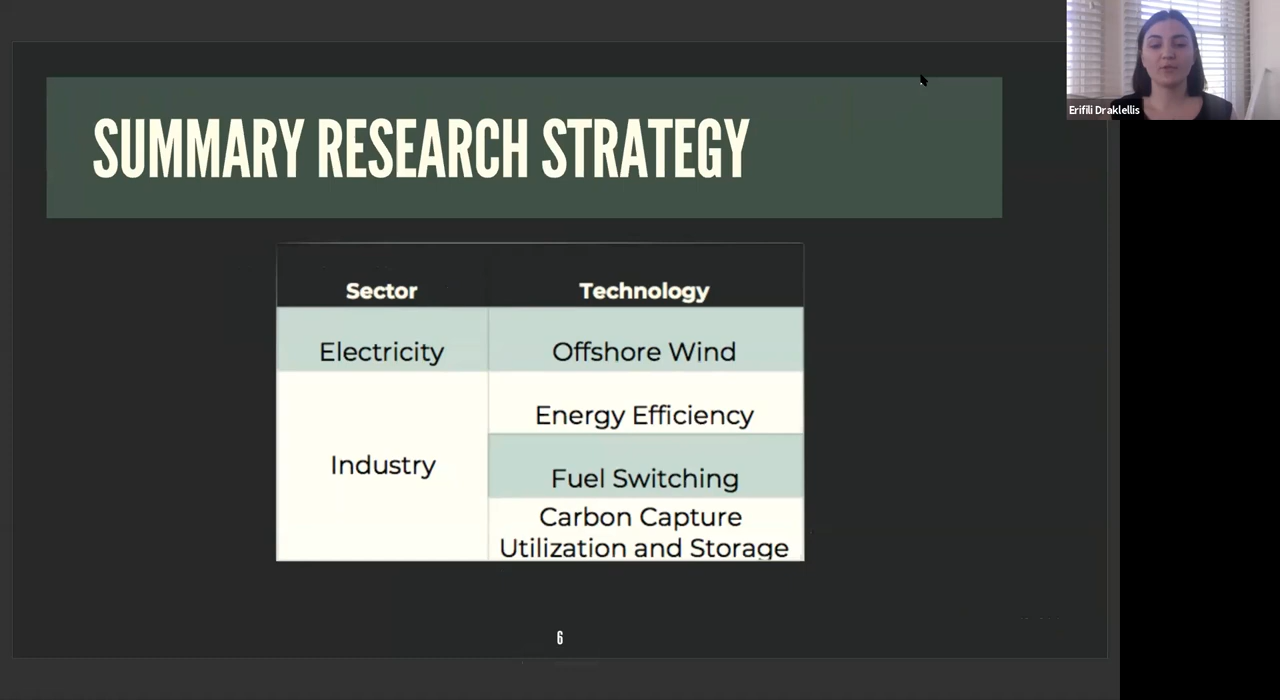 Erifili Draklellis
SUMMARY RESEARCH STRATEGY
Sector Technology
Electricity Offshore Wind
Energy Efficiency
Industry
Fuel Switching
Carbon Capture
Utilization and Storage
6